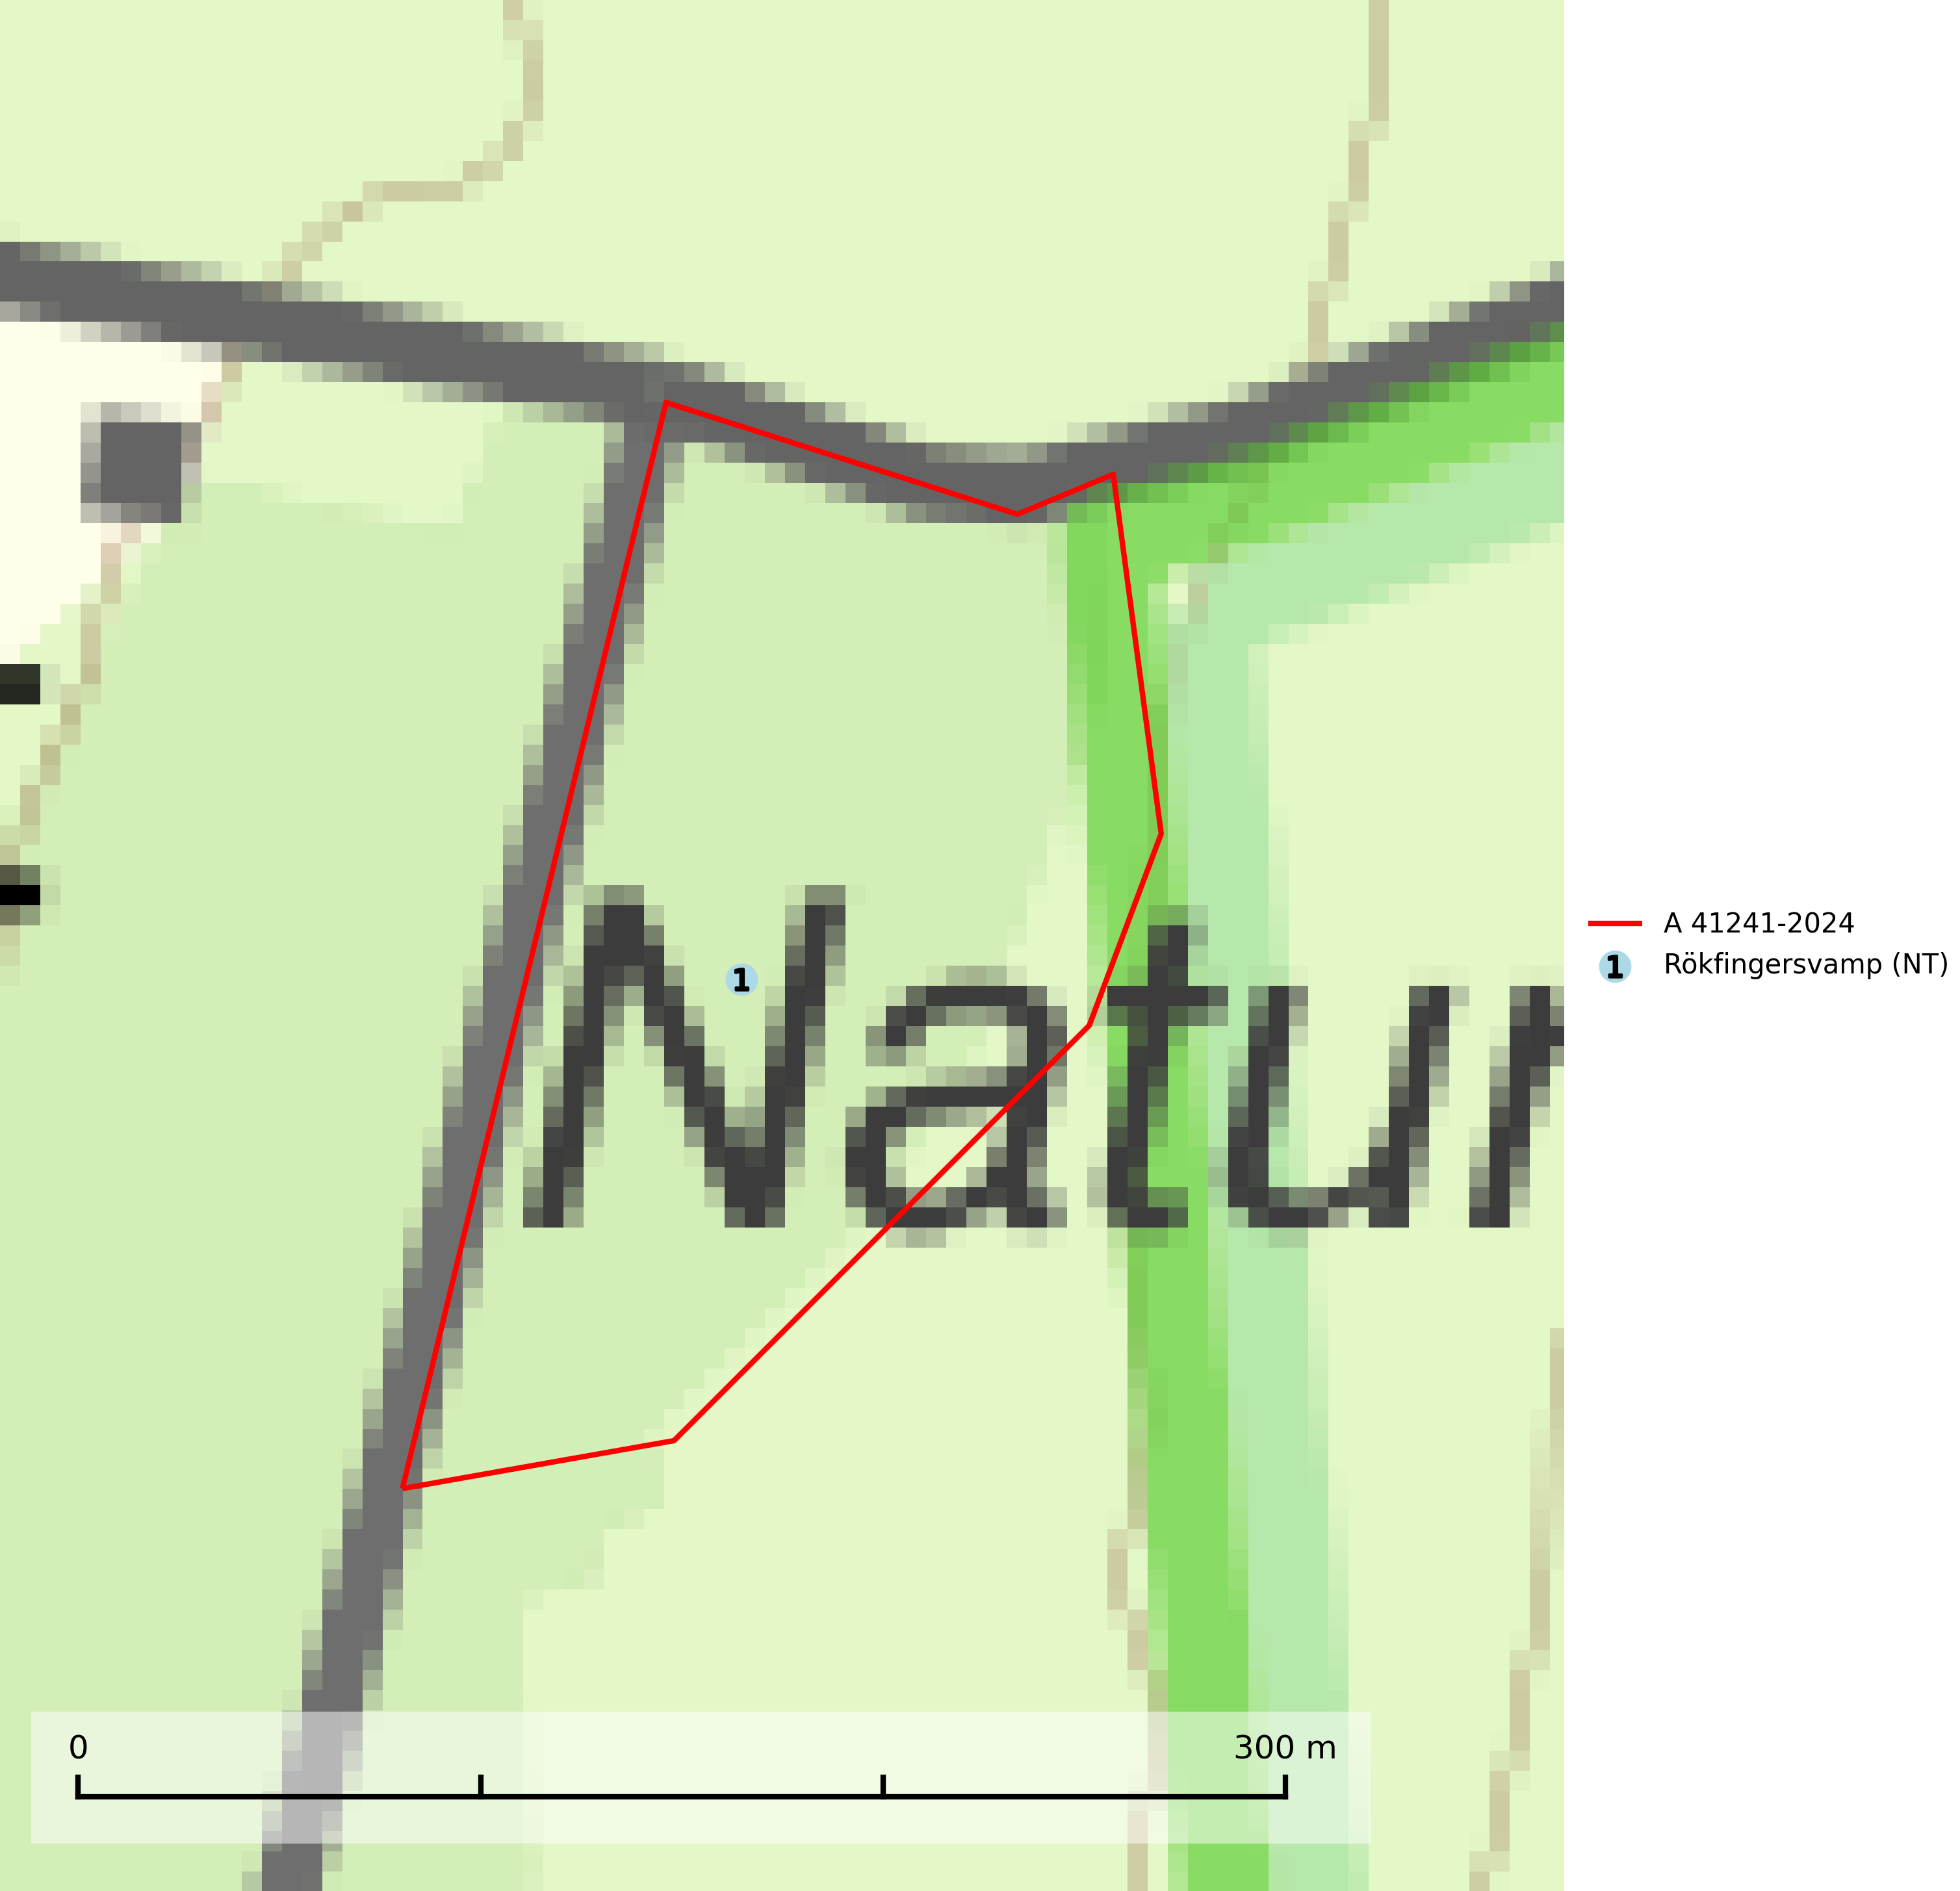 Natur
A 41241-2024
1 Rökfingersvamp (NT)
1
0 300 m